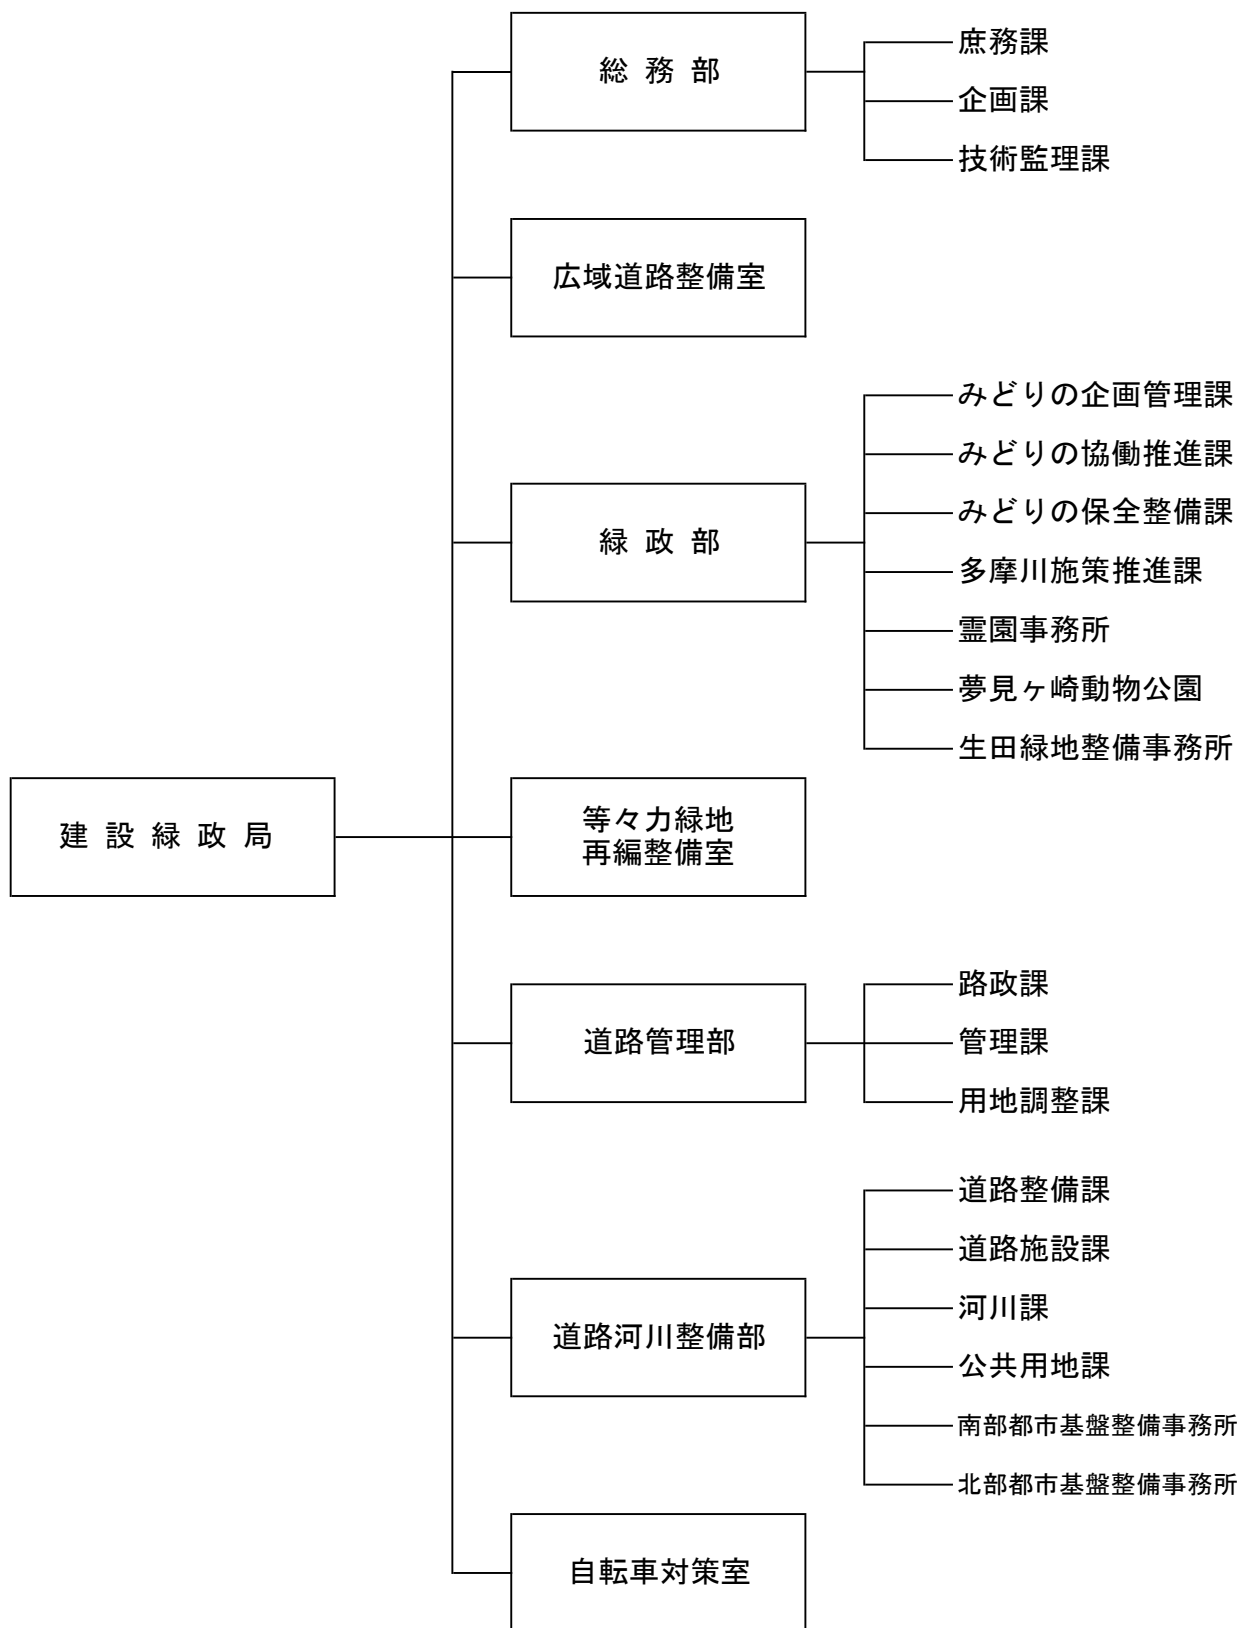 建設緑政局
総務部
庶務課
企画課
技術監理課
広域道路整備室
緑政部
みどりの企画管理課
みどりの協働推進課
みどりの保全整備課
多摩川施策推進課
霊園事務所
夢見ヶ崎動物公園
生田緑地整備事務所
等々力緑地
再編整備室
道路管理部
路政課
管理課
用地調整課
道路河川整備部
道路整備課
道路施設課
河川課
公共用地課
南部都市基盤整備事務所
北部都市基盤整備事務所
自転車対策室